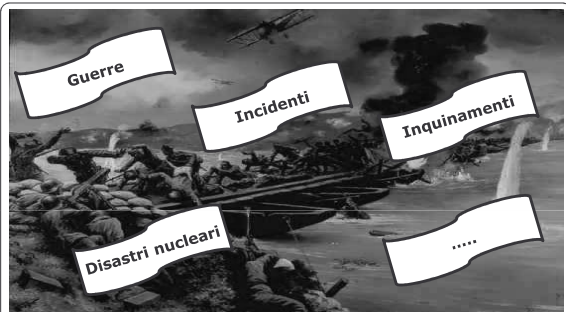 Guerre
Incidenti
Inquinamenti
Disastri nucleari
.....